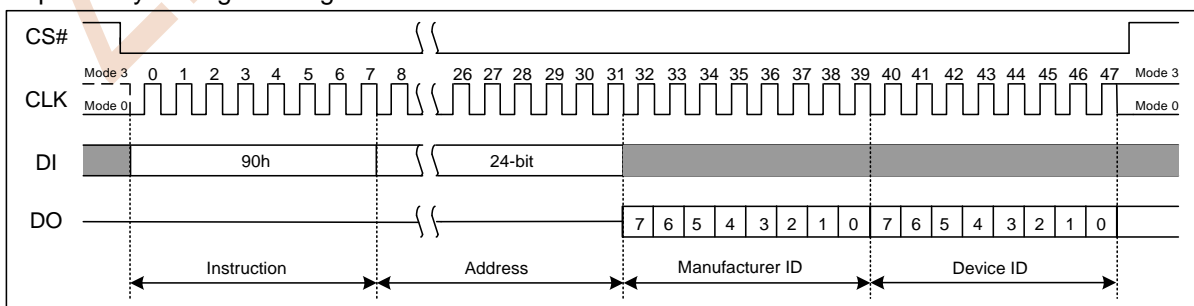 CS#
Mode 3 0 1 2 3 4 5 6 7 8 26 27 28 29 30 31 32 33 34 35 36 37 38 39 40 41 42 43 44 45 46 47 Mode 3
CLK
Mode 0 Mode 0
DI 90h 24-bit
DO 7 6 5 4 3 2 1 0 7 6 5 4 3 2 1 0
Instruction Address Manufacturer ID Device ID